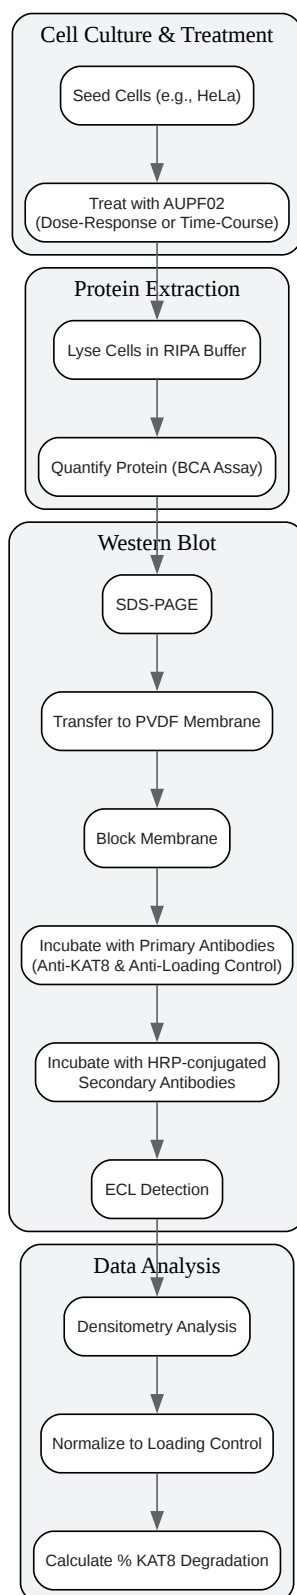 Cell Culture & Treatment
Seed Cells (e.g., HeLa)
Treat with AUPF02
(Dose-Response or Time-Course)
Protein Extraction
Lyse Cells in RIPA Buffer
Quantify Protein (BCA Assay)
Western Blot
SDS-PAGE
Transfer to PVDF Membrane
Block Membrane
Incubate with Primary Antibodies
(Anti-KAT8 & Anti-Loading Control)
Incubate with HRP-conjugated
Secondary Antibodies
ECL Detection
Data Analysis
Densitometry Analysis
Normalize to Loading Control
Calculate % KAT8 Degradation